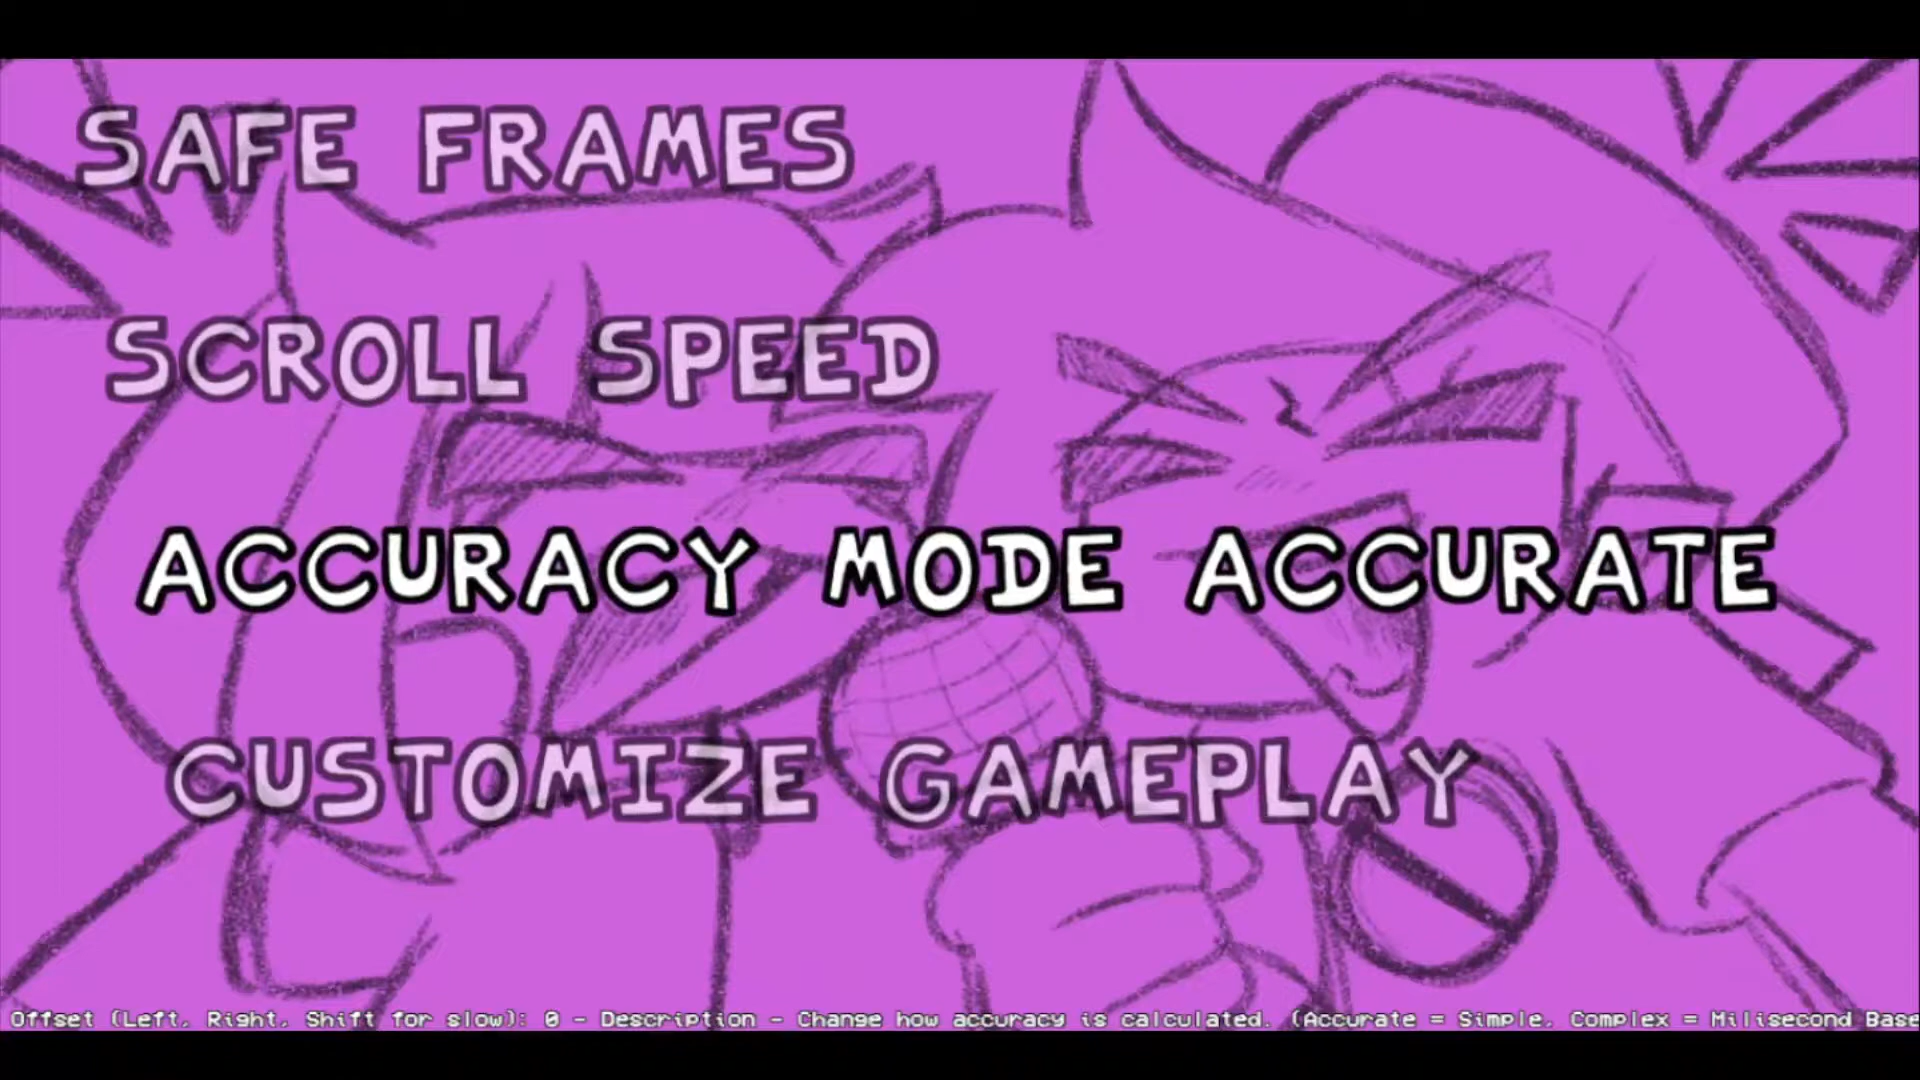 SAFE FRAMES
SCROLL SPEED
ACCURACY MODE ACCURATE
CUSTOMIZE GAMEPLAY
Offset (Left, Right, Shift for slow): 0 - Description - Change how accuracy is calculated. (Accurate = Simple, Complex = Milisecond Base